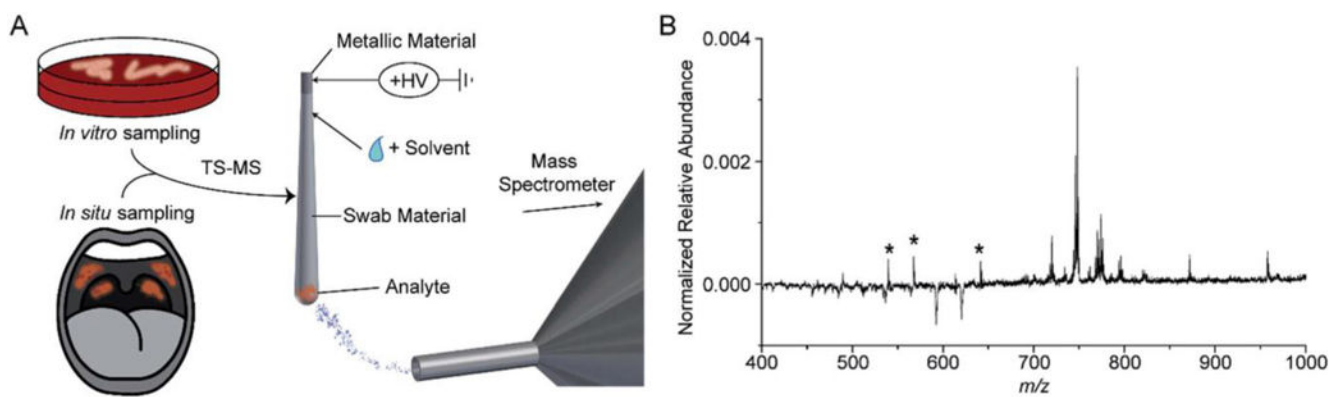 A
Metallic Material
+HV
In vitro sampling
+ Solvent
TS-MS
Mass
Spectrometer
In situ sampling
Swab Material
Analyte
B
Normalized Relative Abundance
0.004
0.002
0.000
* * *
400 500 600 700 800 900 1000
m/z